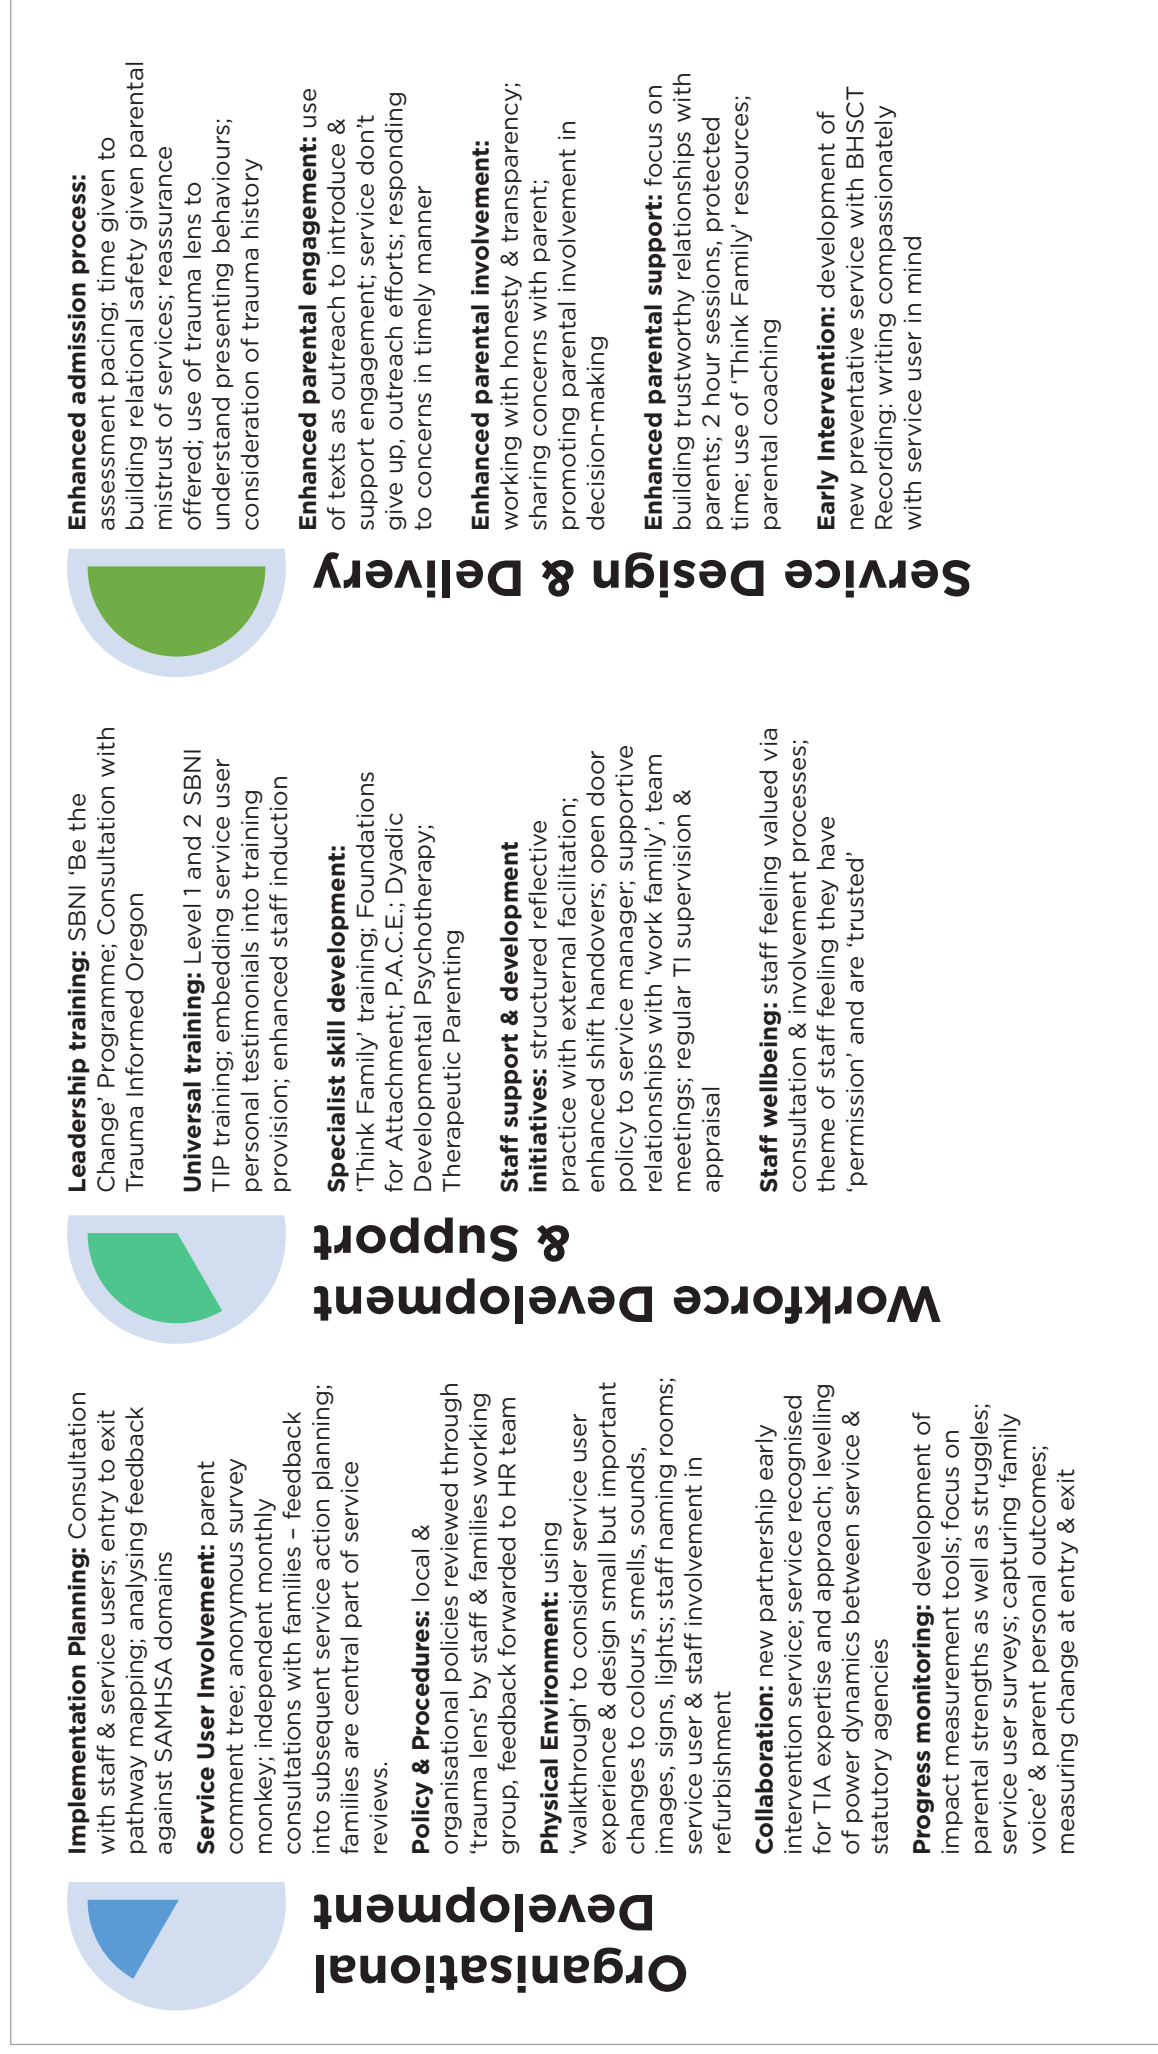 Organisational
Development
Implementation Planning: Consultation
with staff & service users; entry to exit
pathway mapping; analysing feedback
against SAMHSA domains
Service User Involvement: parent
comment tree; anonymous survey
monkey; independent monthly
consultations with families – feedback
into subsequent service action planning;
families are central part of service
reviews.
Policy & Procedures: local &
organisational policies reviewed through
‘trauma lens’ by staff & families working
group, feedback forwarded to HR team
Physical Environment: using
‘walkthrough’ to consider service user
experience & design small but important
changes to colours, smells, sounds,
images, signs, lights; staff naming rooms;
service user & staff involvement in
refurbishment
Collaboration: new partnership early
intervention service; service recognised
for TIA expertise and approach; levelling
of power dynamics between service &
statutory agencies
Progress monitoring: development of
impact measurement tools; focus on
parental strengths as well as struggles;
service user surveys; capturing ‘family
voice’ & parent personal outcomes;
measuring change at entry & exit
Workforce Development
& Support
Leadership training: SBNI ‘Be the
Change’ Programme; Consultation with
Trauma Informed Oregon
Universal training: Level 1 and 2 SBNI
TIP training; embedding service user
personal testimonials into training
provision; enhanced staff induction
Specialist skill development:
‘Think Family’ training; Foundations
for Attachment; P.A.C.E.; Dyadic
Developmental Psychotherapy;
Therapeutic Parenting
Staff support & development
initiatives: structured reflective
practice with external facilitation;
enhanced shift handovers; open door
policy to service manager; supportive
relationships with ‘work family’, team
meetings; regular TI supervision &
appraisal
Staff wellbeing: staff feeling valued via
consultation & involvement processes;
theme of staff feeling they have
‘permission’ and are ‘trusted’
Service Design & Delivery
Enhanced admission process:
assessment pacing; time given to
building relational safety given parental
mistrust of services; reassurance
offered; use of trauma lens to
understand presenting behaviours;
consideration of trauma history
Enhanced parental engagement: use
of texts as outreach to introduce &
support engagement; service don’t
give up, outreach efforts; responding
to concerns in timely manner
Enhanced parental involvement:
working with honesty & transparency;
sharing concerns with parent;
promoting parental involvement in
decision-making
Enhanced parental support: focus on
building trustworthy relationships with
parents; 2 hour sessions, protected
time; use of ‘Think Family’ resources;
parental coaching
Early Intervention: development of
new preventative service with BHSCT
Recording: writing compassionately
with service user in mind